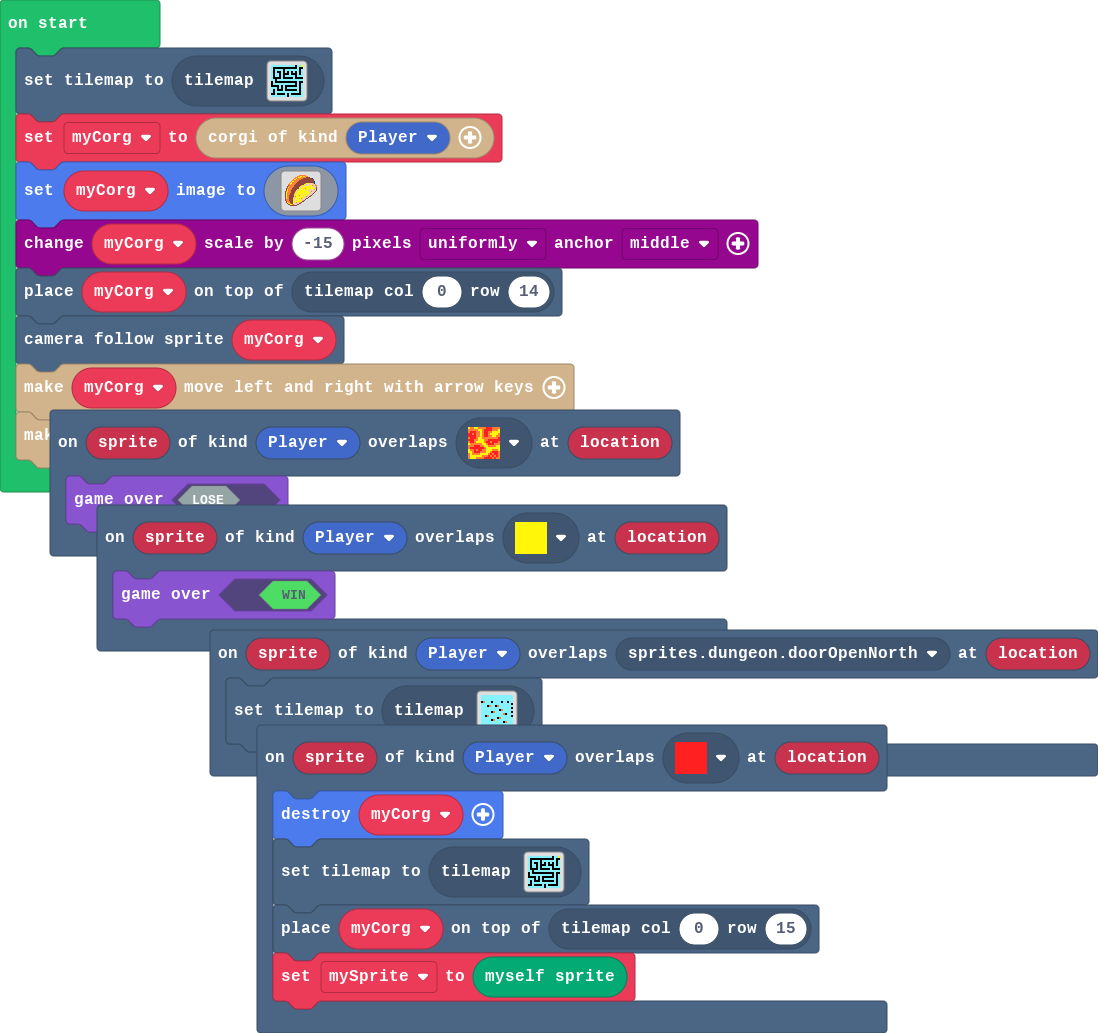 on start
set tilemap to tilemap
set myCorg to corgi of kind Player
set myCorg image to
change myCorg scale by -15 pixels uniformly anchor middle
place myCorg on top of tilemap col 0 row 14
camera follow sprite myCorg
make myCorg move left and right with arrow keys
on sprite of kind Player overlaps at location
game over LOSE
on sprite of kind Player overlaps at location
game over WIN
on sprite of kind Player overlaps sprites.dungeon.doorOpenNorth at location
set tilemap to tilemap
on sprite of kind Player overlaps at location
destroy myCorg
set tilemap to tilemap
place myCorg on top of tilemap col 0 row 15
set mySprite to myself sprite